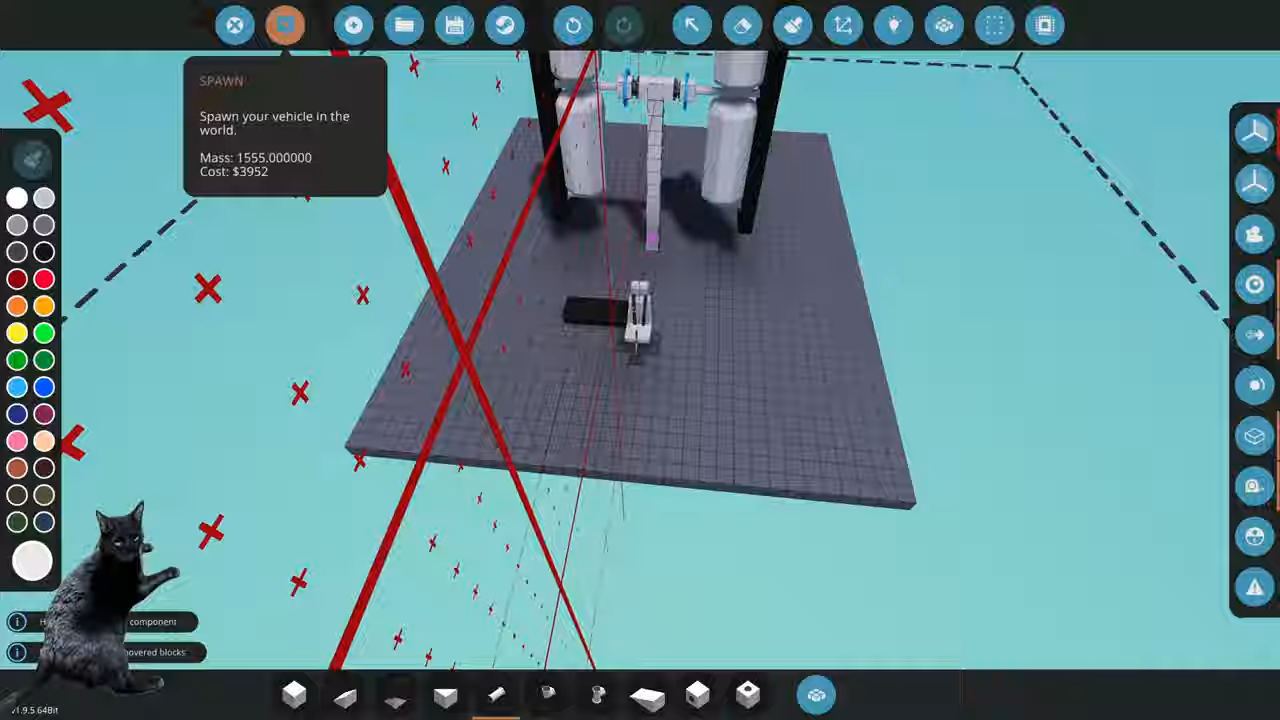 SPAWN
Spawn your vehicle in the
world.
Mass: 1555.000000
Cost: $3952
component
overed blocks
v1.9.5 64Bit